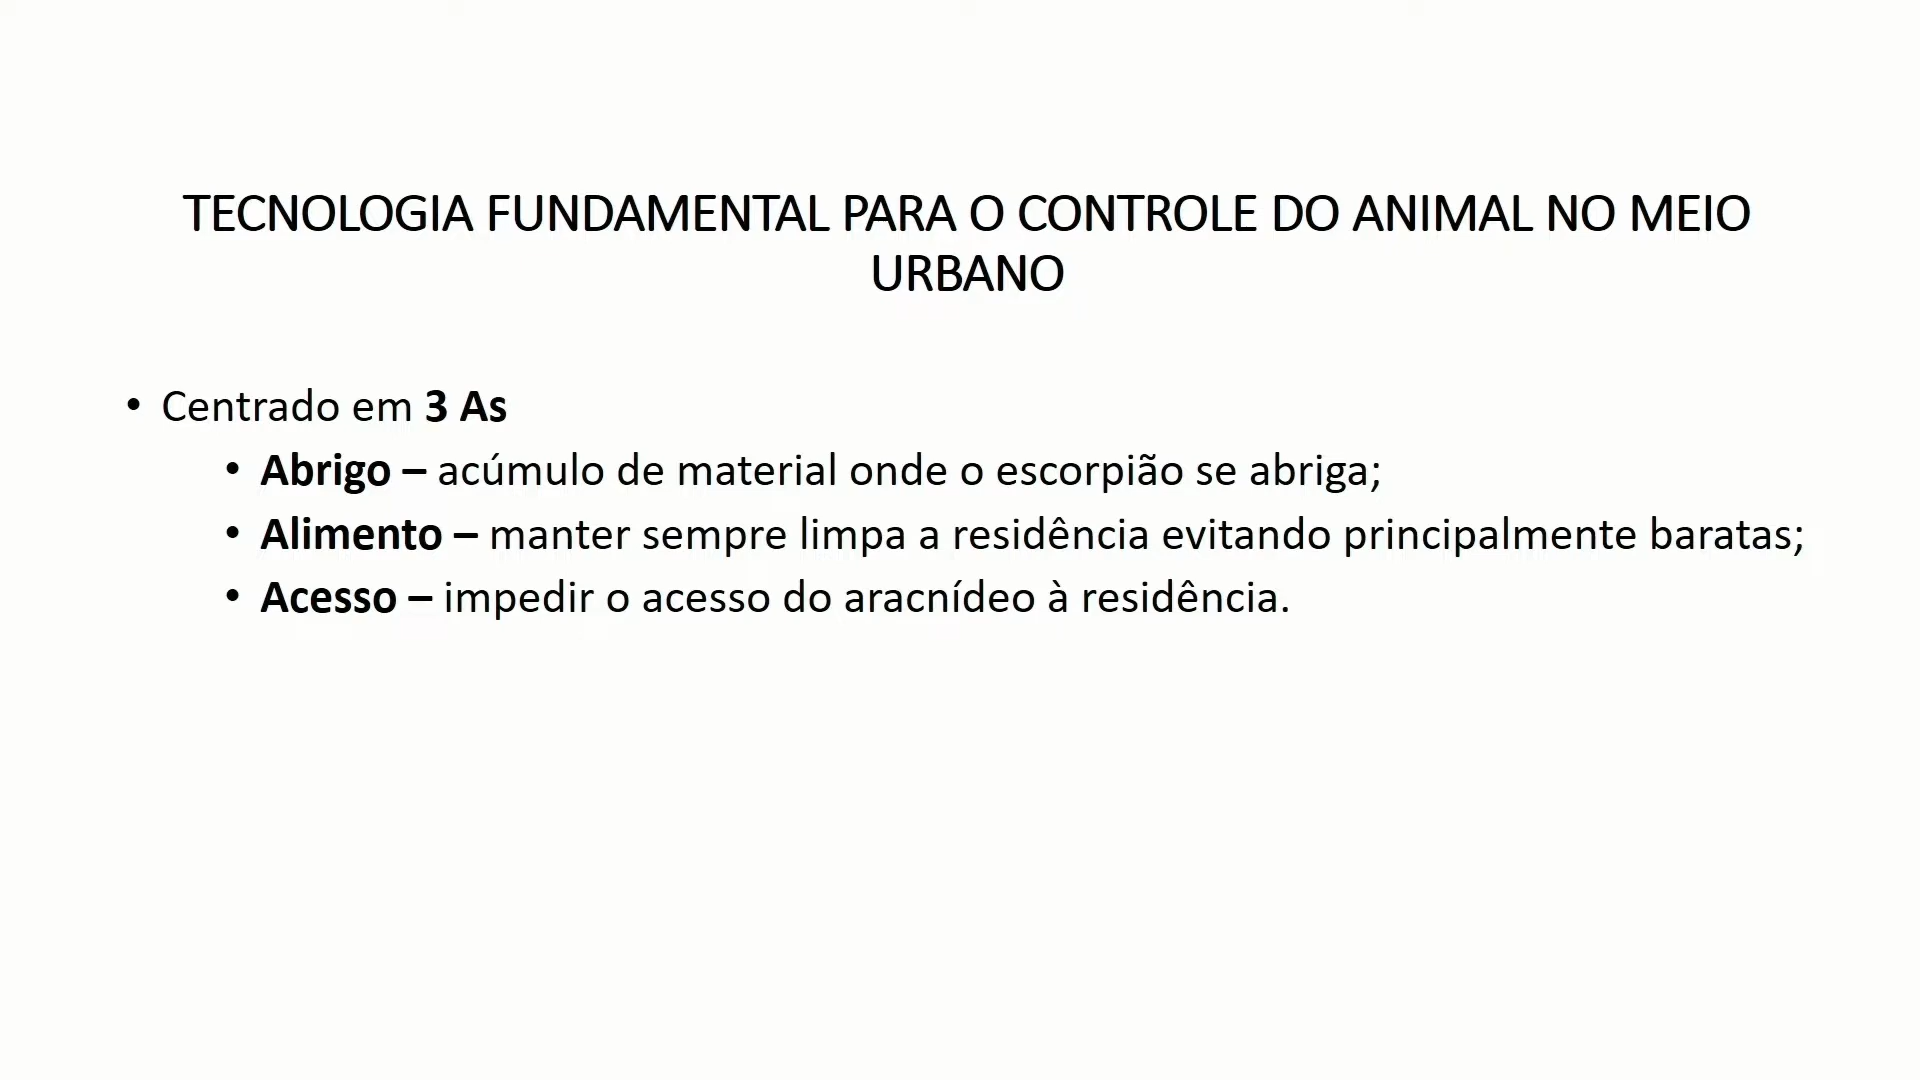 TECNOLOGIA FUNDAMENTAL PARA O CONTROLE DO ANIMAL NO MEIO
URBANO
• Centrado em 3 As
• Abrigo – acúmulo de material onde o escorpião se abriga;
• Alimento – manter sempre limpa a residência evitando principalmente baratas;
• Acesso – impedir o acesso do aracnídeo à residência.